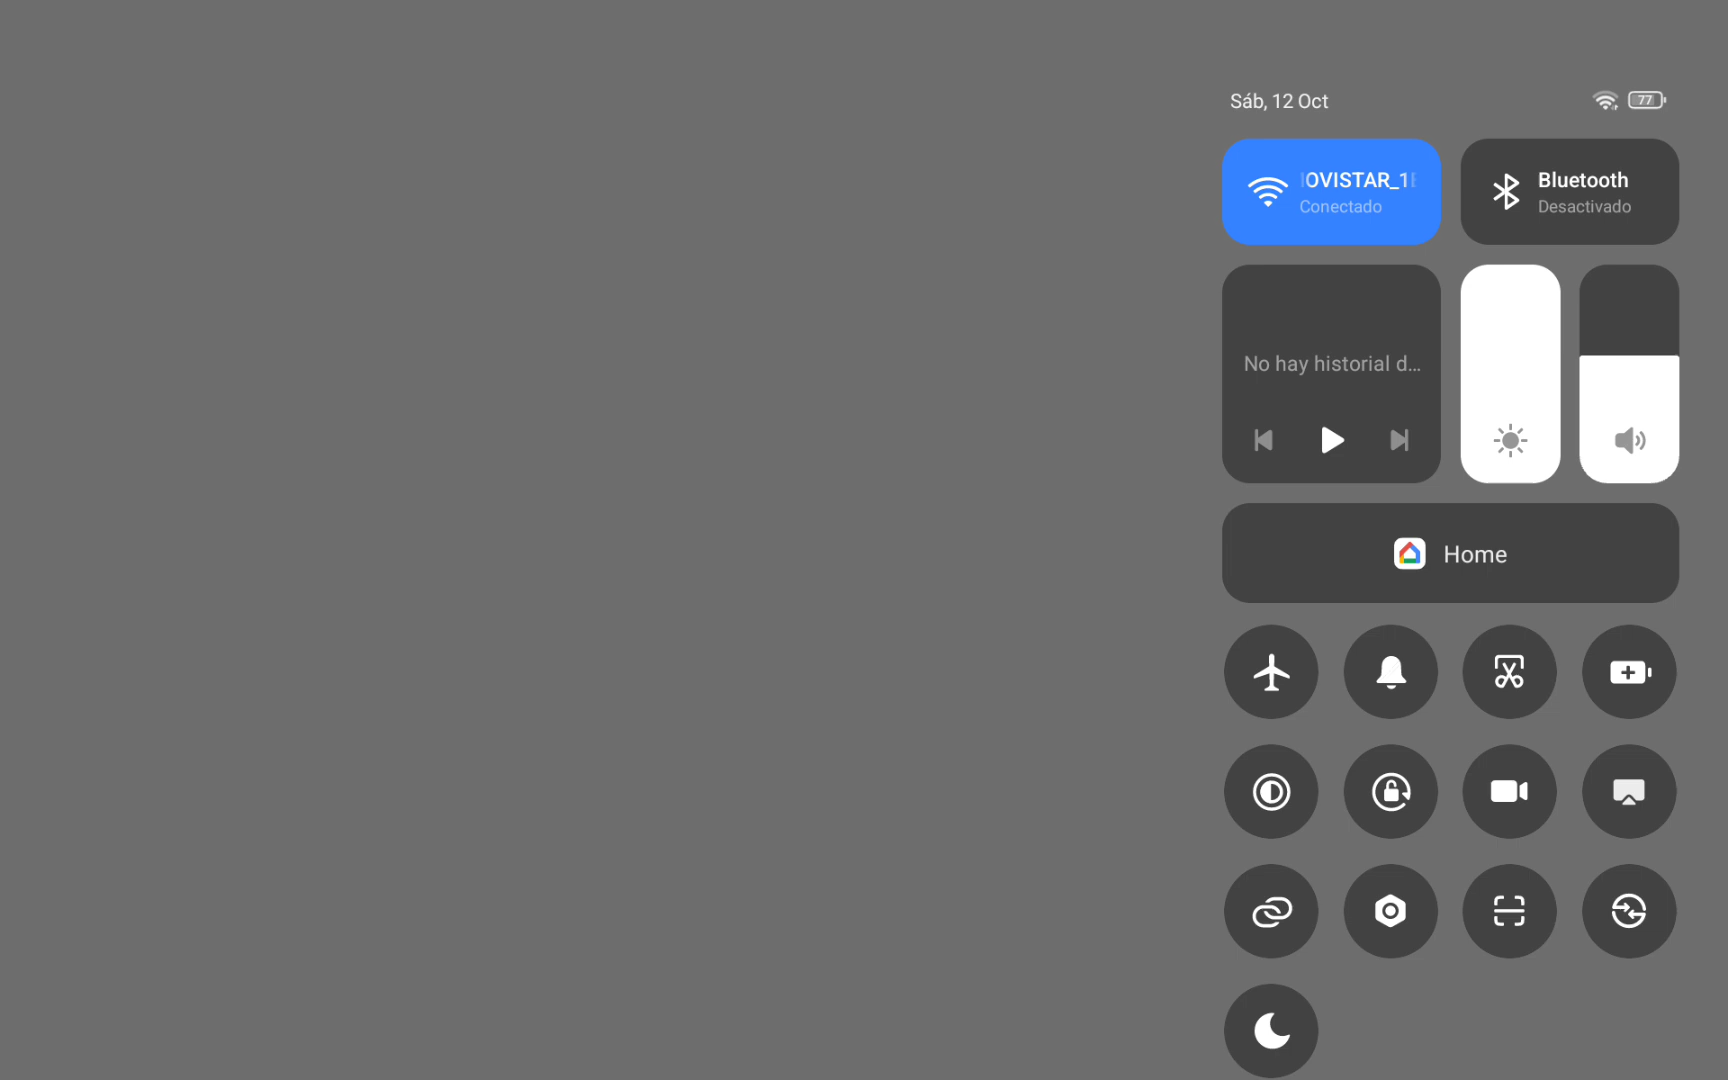 Sáb, 12 Oct
77
OVISTAR_1
Conectado
Bluetooth
Desactivado
No hay historial d...
Home